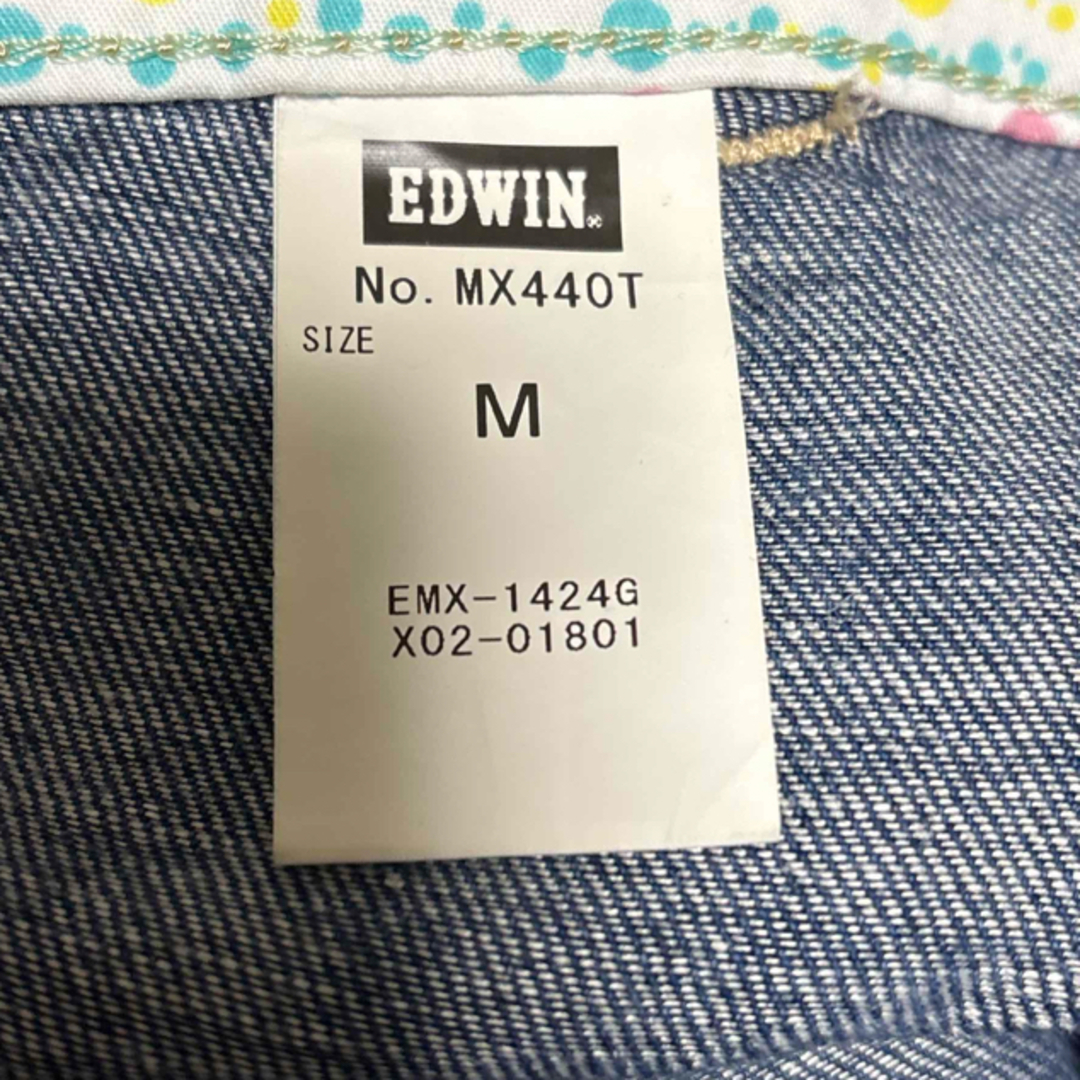 EDWIN
No. MX440T
SIZE
M
EMX-1424G
X02-01801